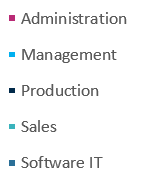 Administration
Management
Production
Sales
Software IT